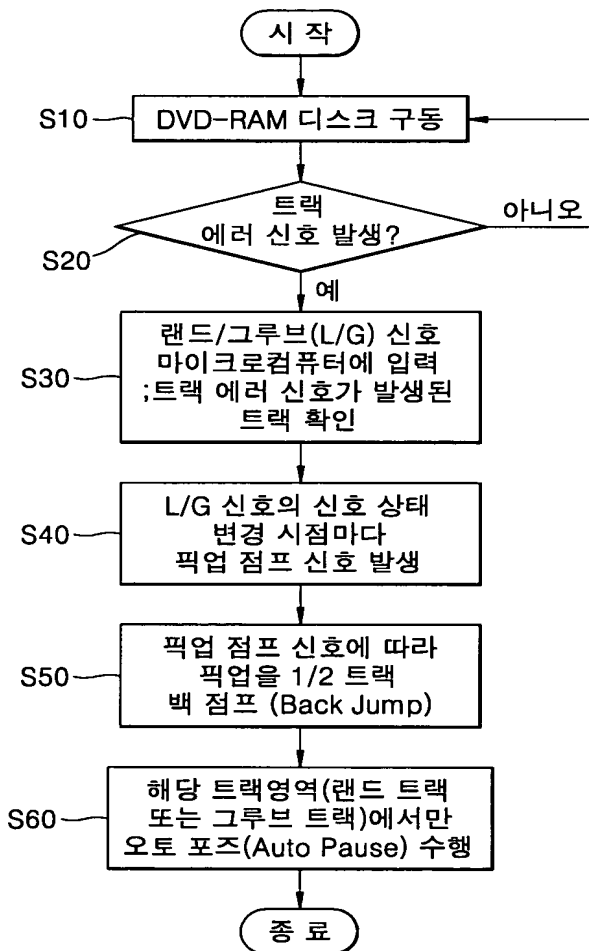 시 작
S10
DVD-RAM 디스크 구동
트랙
에러 신호 발생?
아니오
S20
예
랜드/그루브(L/G) 신호
마이크로컴퓨터에 입력
;트랙 에러 신호가 발생된
트랙 확인
S30
L/G 신호의 신호 상태
변경 시점마다
픽업 점프 신호 발생
S40
픽업 점프 신호에 따라
픽업을 1/2 트랙
백 점프 (Back Jump)
S50
해당 트랙영역(랜드 트랙
또는 그루브 트랙)에서만
오토 포즈(Auto Pause) 수행
S60
종 료